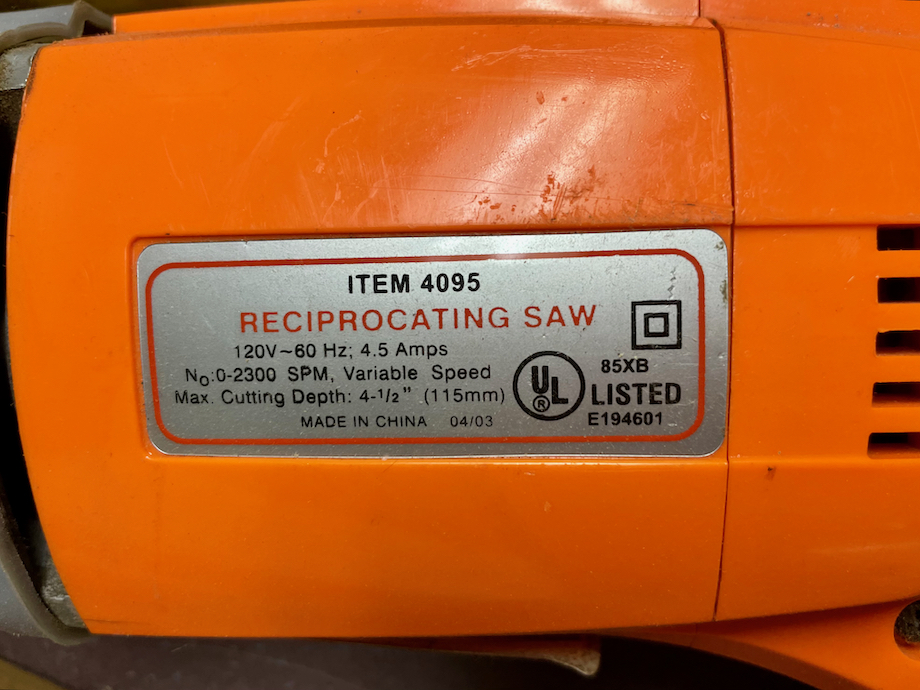 ITEM 4095
RECIPROCATING SAW
120V~60 Hz; 4.5 Amps
No:0-2300 SPM, Variable Speed
Max. Cutting Depth: 4-1/2" (115mm)
MADE IN CHINA 04/03
UL
®
85XB
LISTED
E194601